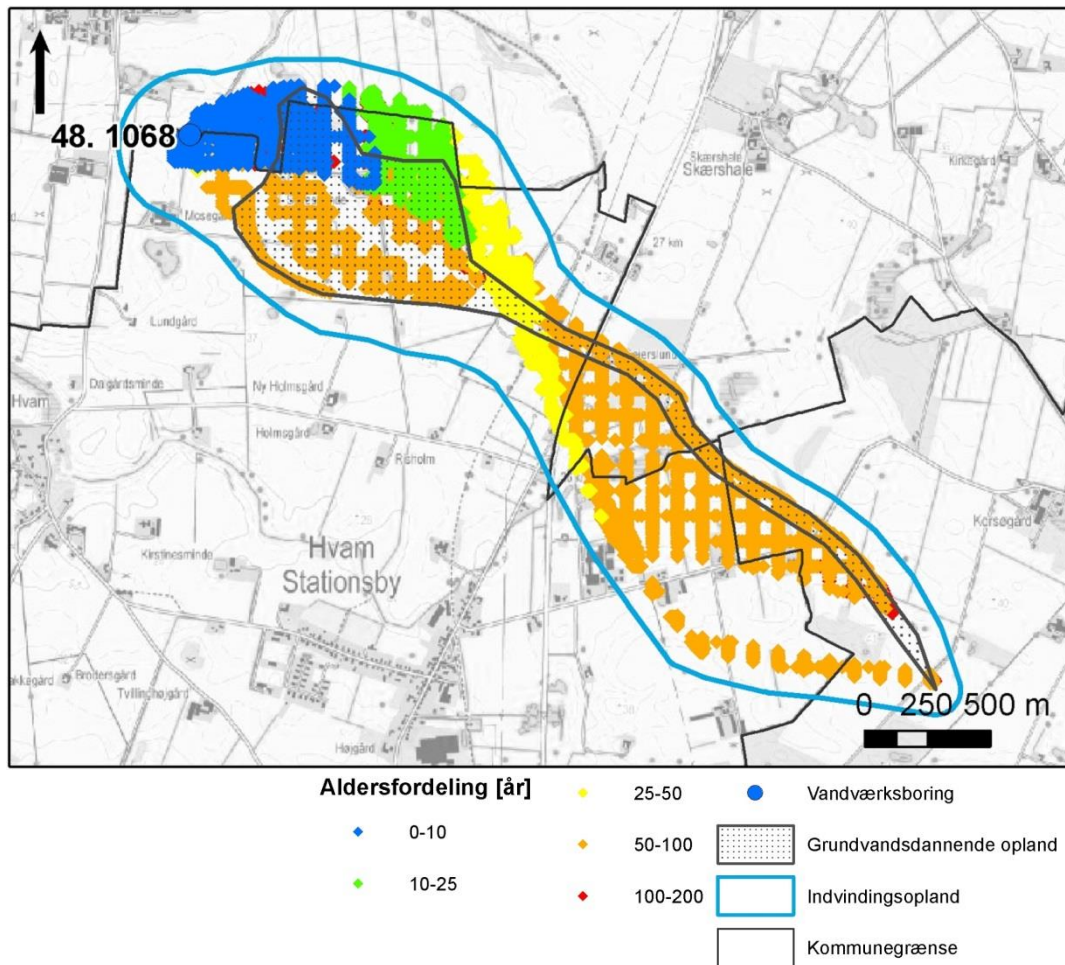 48. 1068
Skærshale
Skærshale
Kirkegård
27 km
Lundgård
Dalgårdsminde
Ny Holmsgård
Hvam
Holmsgård
Risholm
Korsøgård
Kirstinesminde
Hvam
Stationsby
Brødersgård
Tvillinghøjgård
Højgård
0 250 500 m
Aldersfordeling [år]
0-10
10-25
25-50
50-100
100-200
Vandværksboring
Grundvandsdannende opland
Indvindingsopland
Kommunegrænse